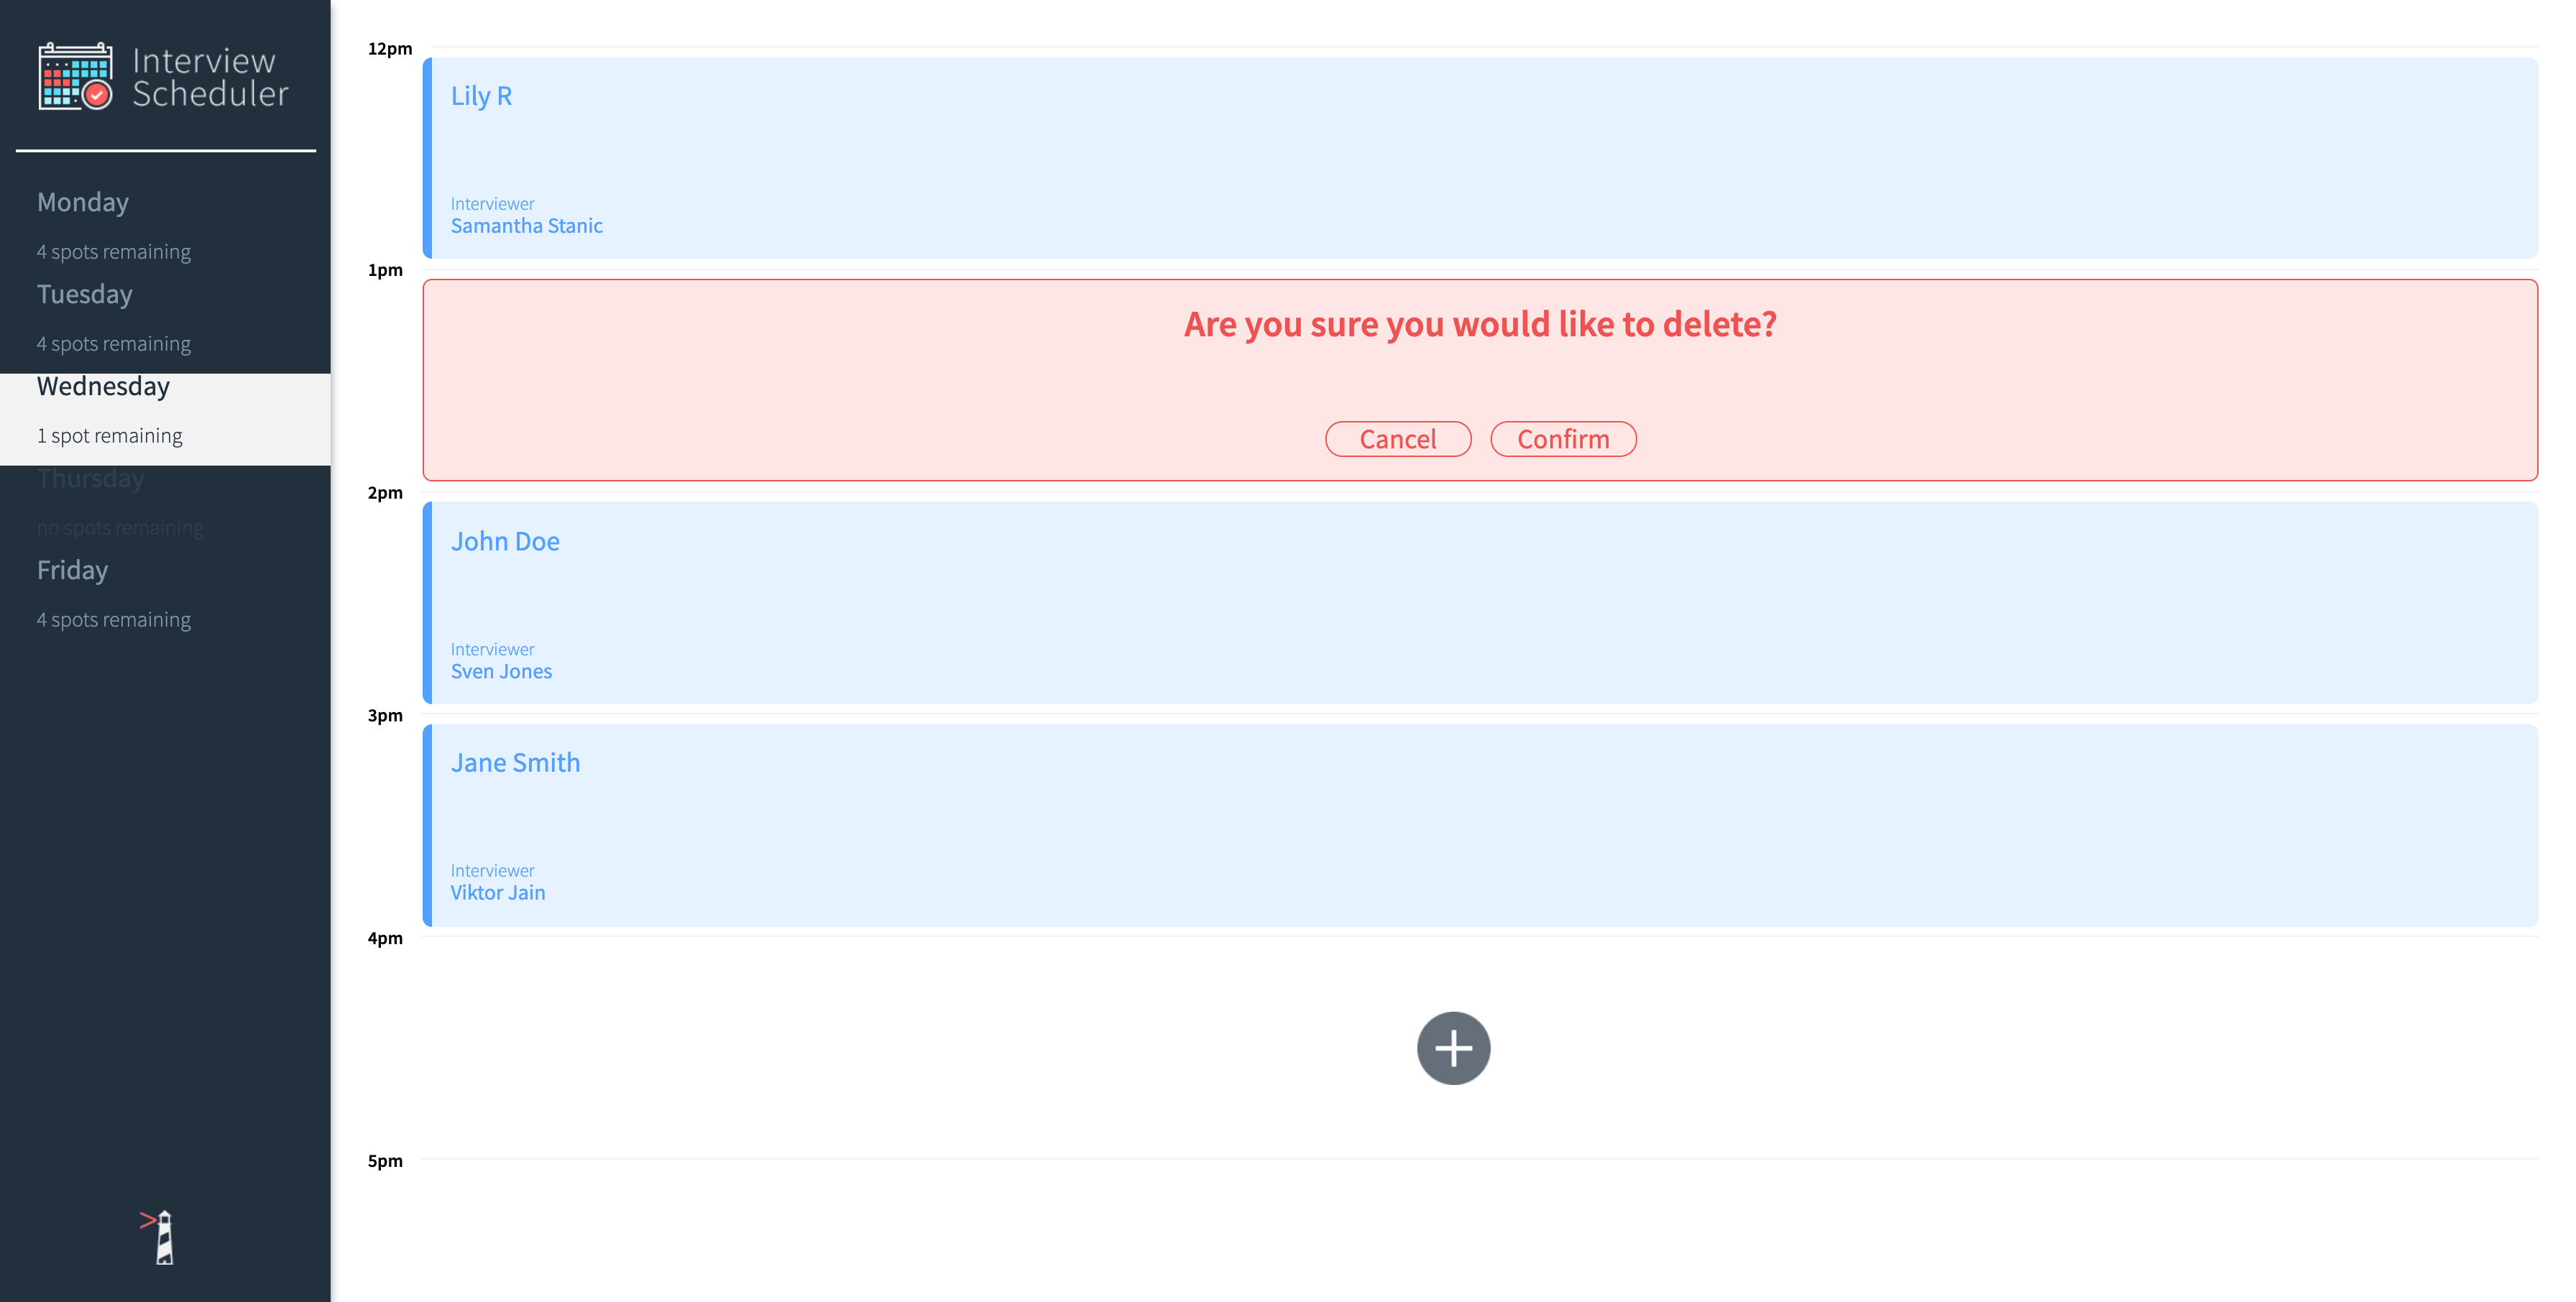 Interview
Scheduler
Monday
4 spots remaining
Tuesday
4 spots remaining
Wednesday
1 spot remaining
Thursday
no spots remaining
Friday
4 spots remaining
12pm
Lily R
Interviewer
Samantha Stanic
1pm
Are you sure you would like to delete?
Cancel Confirm
2pm
John Doe
Interviewer
Sven Jones
3pm
Jane Smith
Interviewer
Viktor Jain
4pm
5pm